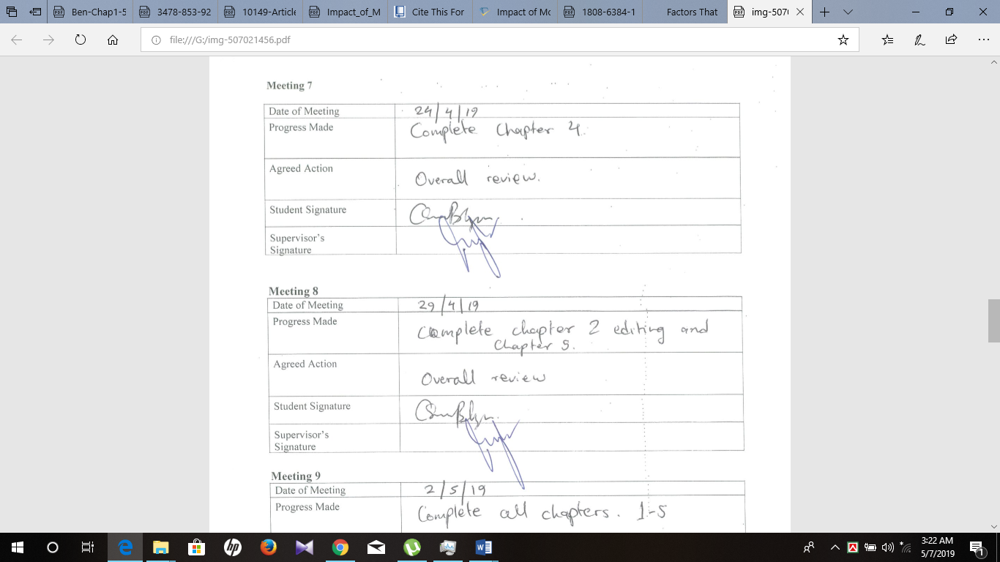 Ben-Chap1-5
3478-853-92
10149-Article
Impact_of_M
Cite This For
Impact of Mc
1808-6384-1
Factors That
img-507
file:///G:/img-507021456.pdf
Meeting 7
Date of Meeting 24/4/19
Progress Made Complete Chapter 4.
Agreed Action Overall review.
Student Signature
Supervisor's
Signature
Meeting 8
Date of Meeting 29/4/19
Progress Made Complete chapter 2 editing and
Chapter 5.
Agreed Action Overall review
Student Signature
Supervisor's
Signature
Meeting 9
Date of Meeting 2/5/19
Progress Made Complete all chapters. 1-5
3:22 AM
5/7/2019